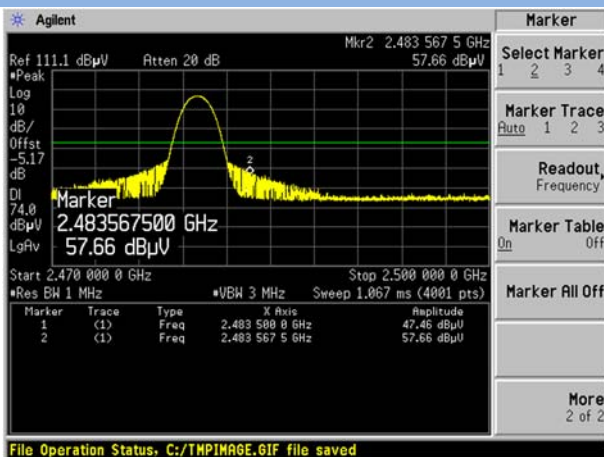 Agilent
Marker
Mkr2 2.483 567 5 GHz
Ref 111.1 dBµV Atten 20 dB 57.66 dBµV
#Peak
Log
10
dB/
Offst
-5.17
dB
DI
74.0
dBµV
LgAv
2
Marker
2.483567500 GHz
57.66 dBµV
Start 2.470 000 0 GHz Stop 2.500 000 0 GHz
#Res BW 1 MHz #VBW 3 MHz Sweep 1.067 ms (4001 pts)
Marker Trace Type X Axis Amplitude
1 (1) Freq 2.483 500 0 GHz 47.46 dBµV
2 (1) Freq 2.483 567 5 GHz 57.66 dBµV
File Operation Status, C:/TMPIMAGE.GIF file saved
Select Marker
1 2 3 4
Marker Trace
Auto 1 2 3
Readout
Frequency
Marker Table
On Off
Marker All Off
More
2 of 2